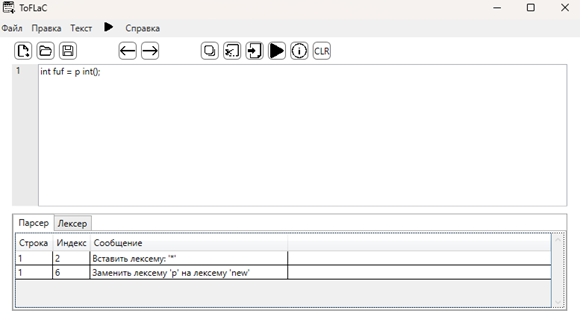 ToFLaC
Файл Правка Текст Справка
CLR
1 int fuf = p int();
Парсер Лексер
Строка Индекс Сообщение
1 2 Вставить лексему: '*'
1 6 Заменить лексему 'p' на лексему 'new'